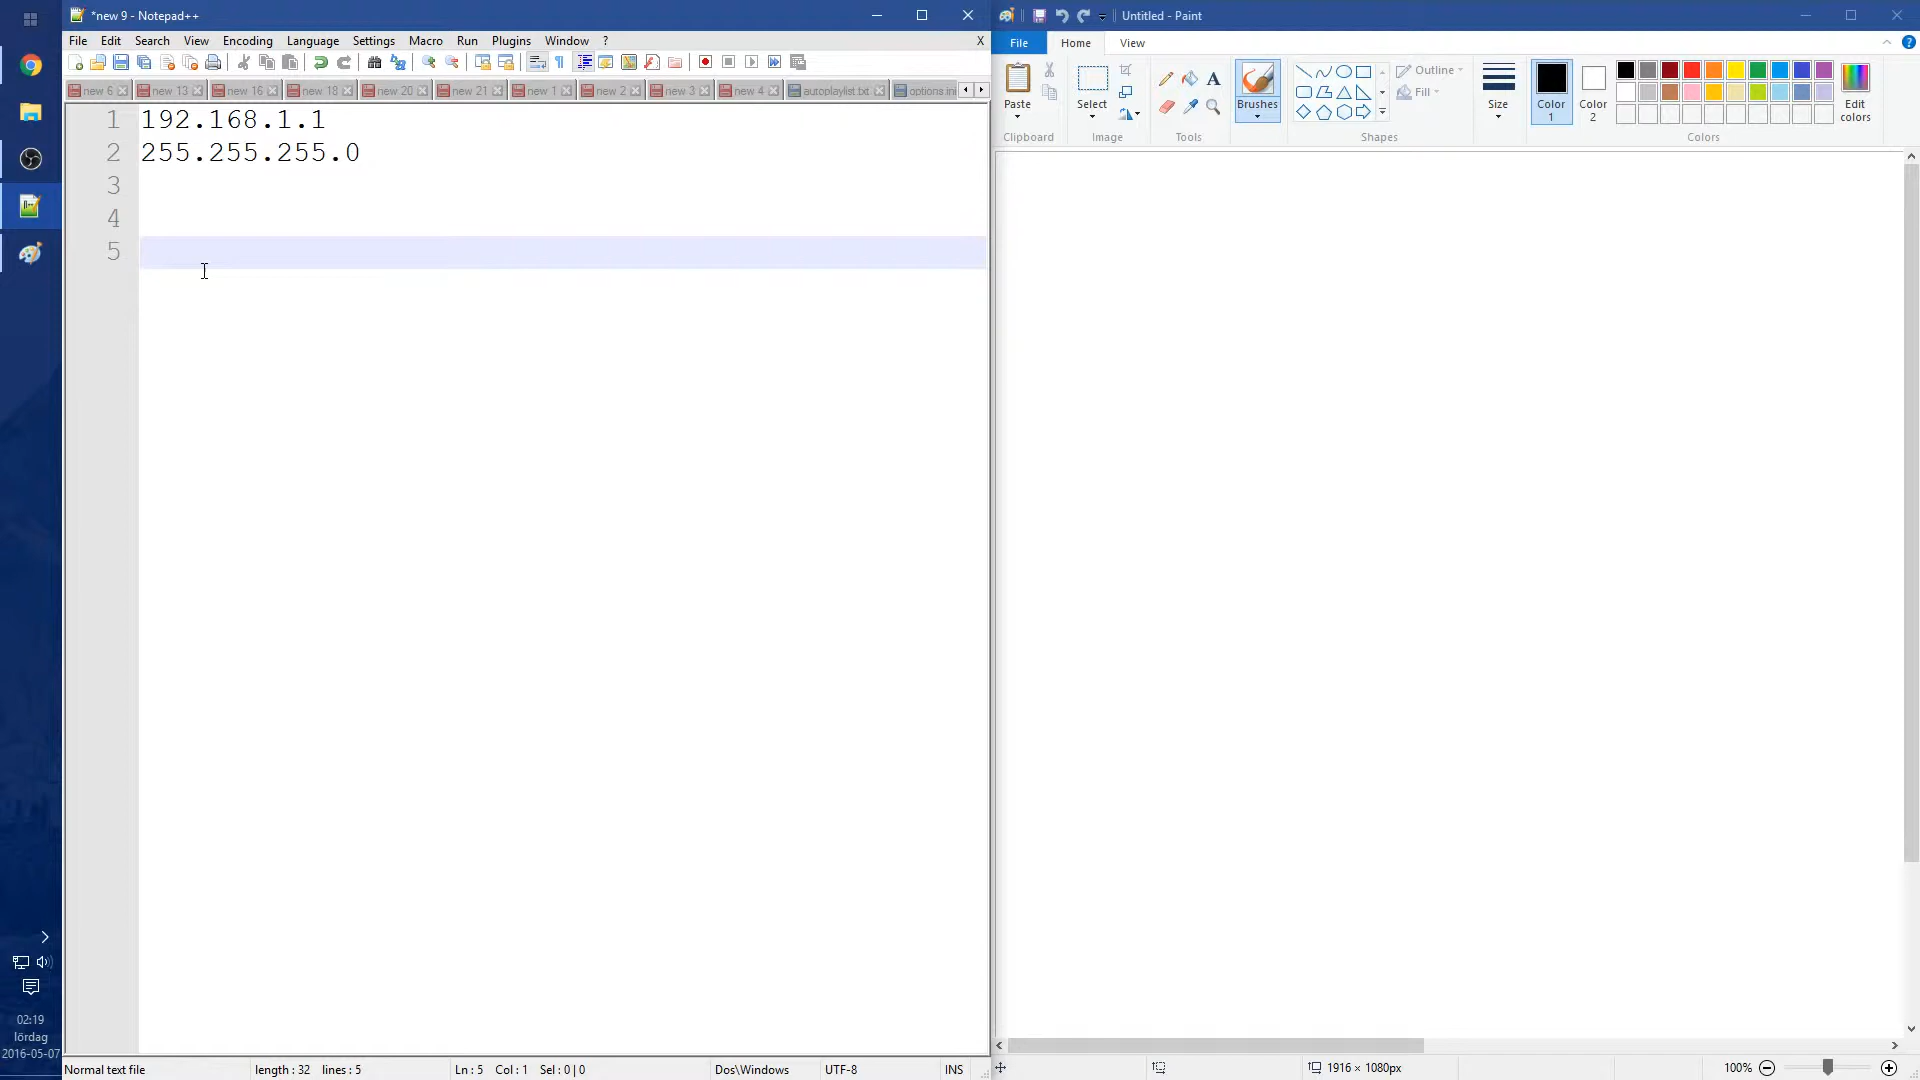 *new 9 - Notepad++
File Edit Search View Encoding Language Settings Macro Run Plugins Window ? X
new 6 new 13 new 16 new 18 new 20 new 21 new 1 new 2 new 3 new 4 autoplaylist.txt options.ini
1 192.168.1.1
2 255.255.255.0
3
4
5
Normal text file length : 32 lines : 5 Ln : 5 Col : 1 Sel : 0 | 0 Dos\Windows UTF-8 INS
Untitled - Paint
File Home View
Paste
Clipboard
Select
Image
A
Tools
Brushes
Outline
Fill
Shapes
Size
Color 1
Color 2
Edit colors
Colors
1916 × 1080px 100%
02:19
lördag
2016-05-07